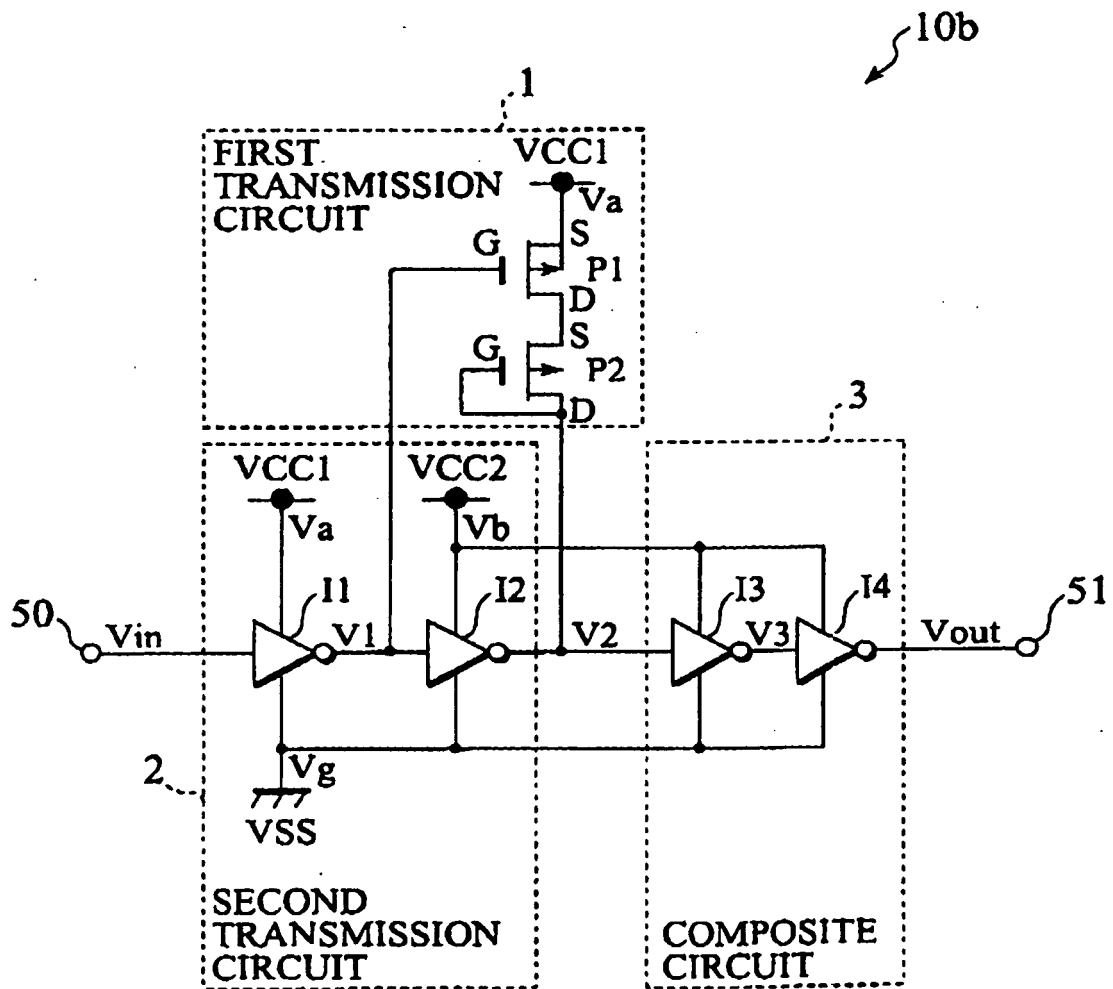 10b
1
FIRST
TRANSMISSION
CIRCUIT
VCC1
Va
S
G
P1
D
S
G
P2
D
3
VCC1
VCC2
Va
Vb
I1
I2
I3
I4
50
51
Vin
V1
V2
V3
Vout
2
Vg
VSS
SECOND
TRANSMISSION
CIRCUIT
COMPOSITE
CIRCUIT